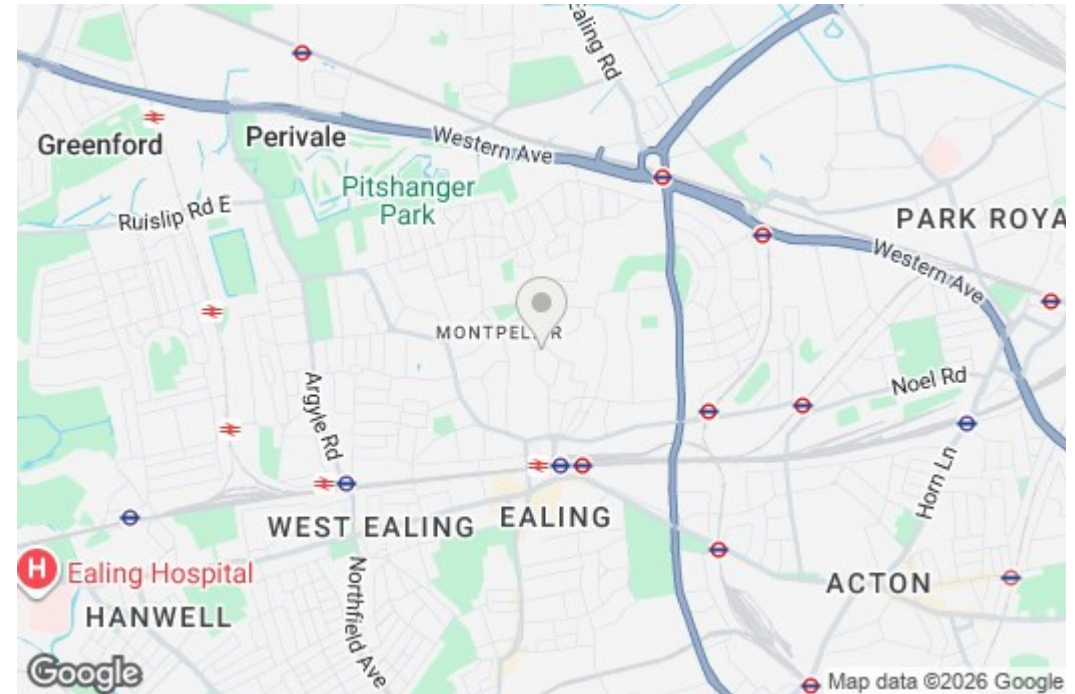 Ealing Rd
Greenford
Perivale
Western Ave
Pitshanger
Park
Ruislip Rd E
PARK ROYA
Western Ave
MONTPEL
R
Argyle Rd
Noel Rd
Horn Ln
WEST EALING
EALING
H
Ealing Hospital
Northfield Ave
ACTON
HANWELL
Google
Map data ©2026 Google